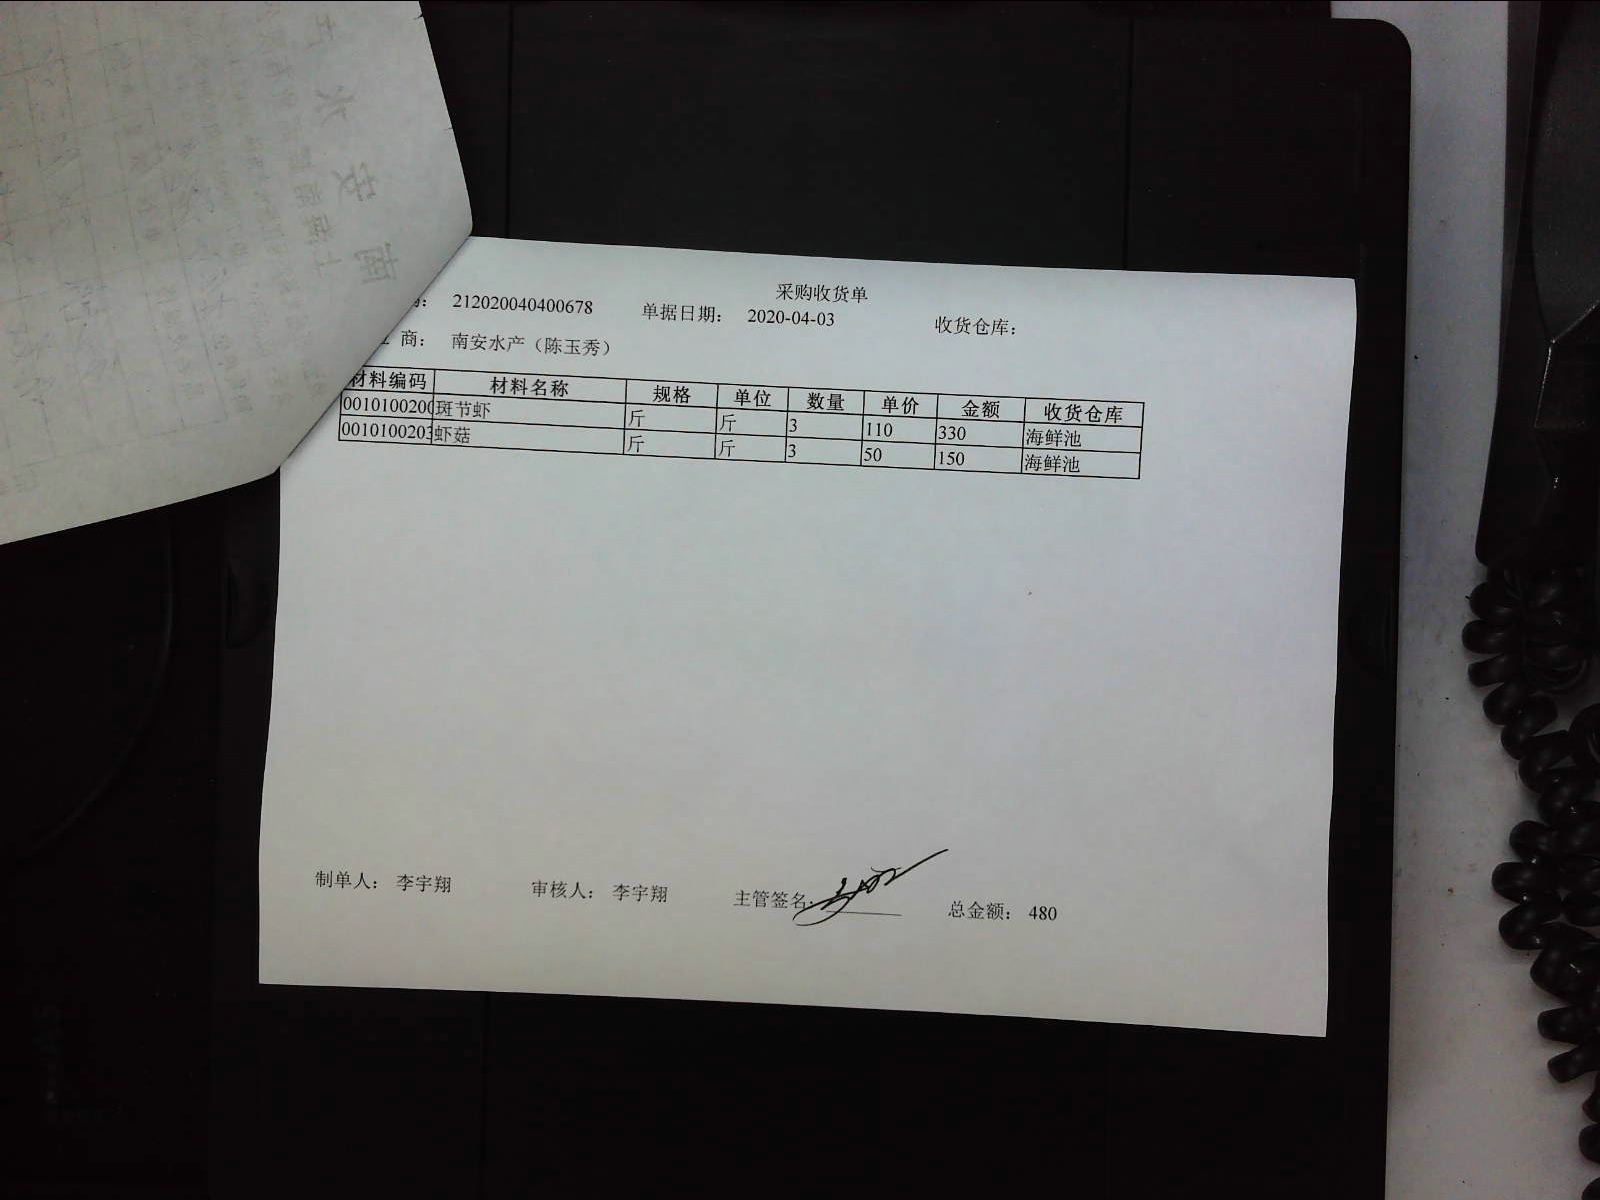 采购收货单
: 212020040400678 单据日期: 2020-04-03 收货仓库:
商: 南安水产（陈玉秀）
材料编码 材料名称 规格 单位 数量 单价 金额 收货仓库
0010100200 斑节虾 斤 斤 3 110 330 海鲜池
0010100203 虾菇 斤 斤 3 50 150 海鲜池
制单人: 李宇翔 审核人: 李宇翔 主管签名: 总金额: 480